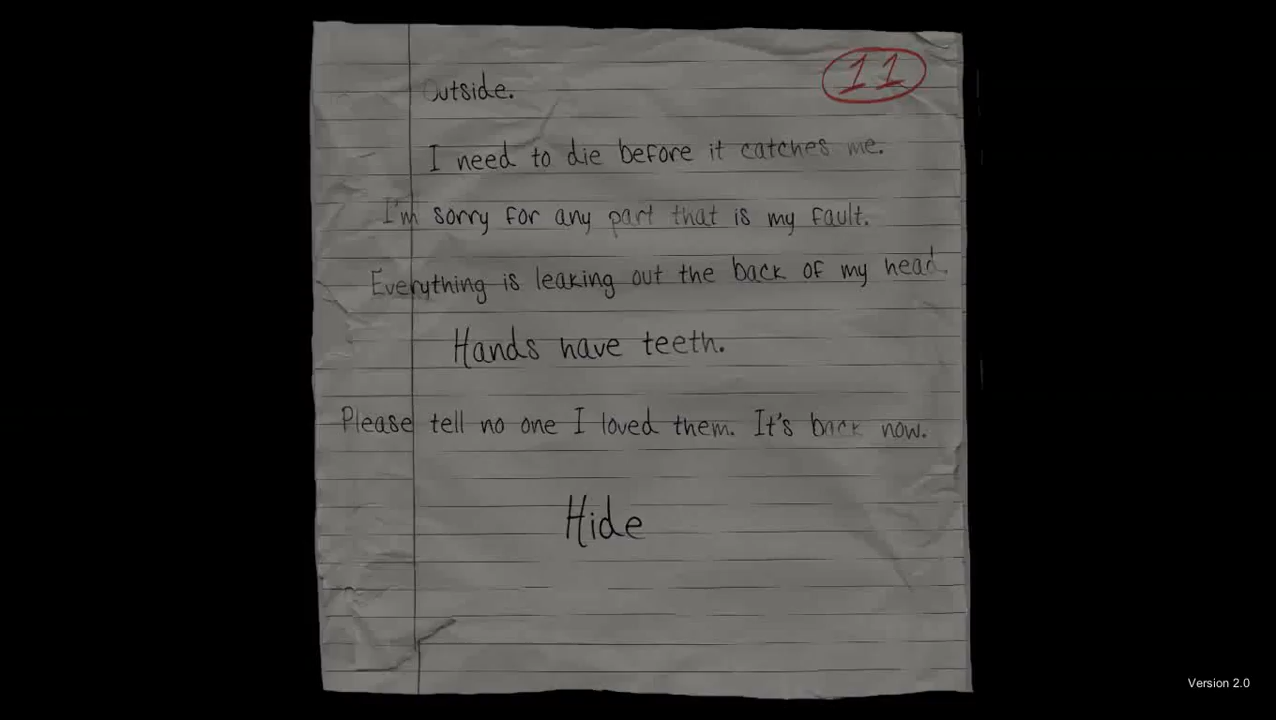 11
Outside.
I need to die before it catches me.
I'm sorry for any part that is my fault.
Everything is leaking out the back of my head.
Hands have teeth.
Please tell no one I loved them. It's back now.
Hide
Version 2.0